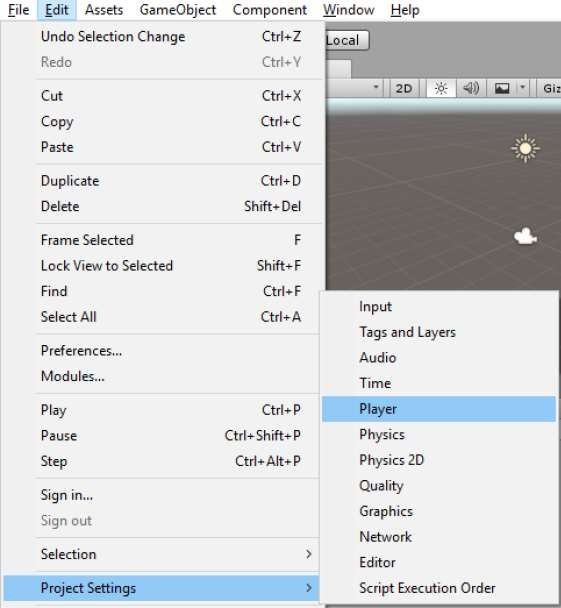 File Edit Assets GameObject Component Window Help
Undo Selection Change Ctrl+Z
Local
Redo Ctrl+Y
2D Giz
Cut Ctrl+X
Copy Ctrl+C
Paste Ctrl+V
Duplicate Ctrl+D
Delete Shift+Del
Frame Selected F
Lock View to Selected Shift+F
Find Ctrl+F
Select All Ctrl+A
Preferences...
Modules...
Play Ctrl+P
Pause Ctrl+Shift+P
Step Ctrl+Alt+P
Sign in...
Sign out
Selection
Project Settings
Input
Tags and Layers
Audio
Time
Player
Physics
Physics 2D
Quality
Graphics
Network
Editor
Script Execution Order